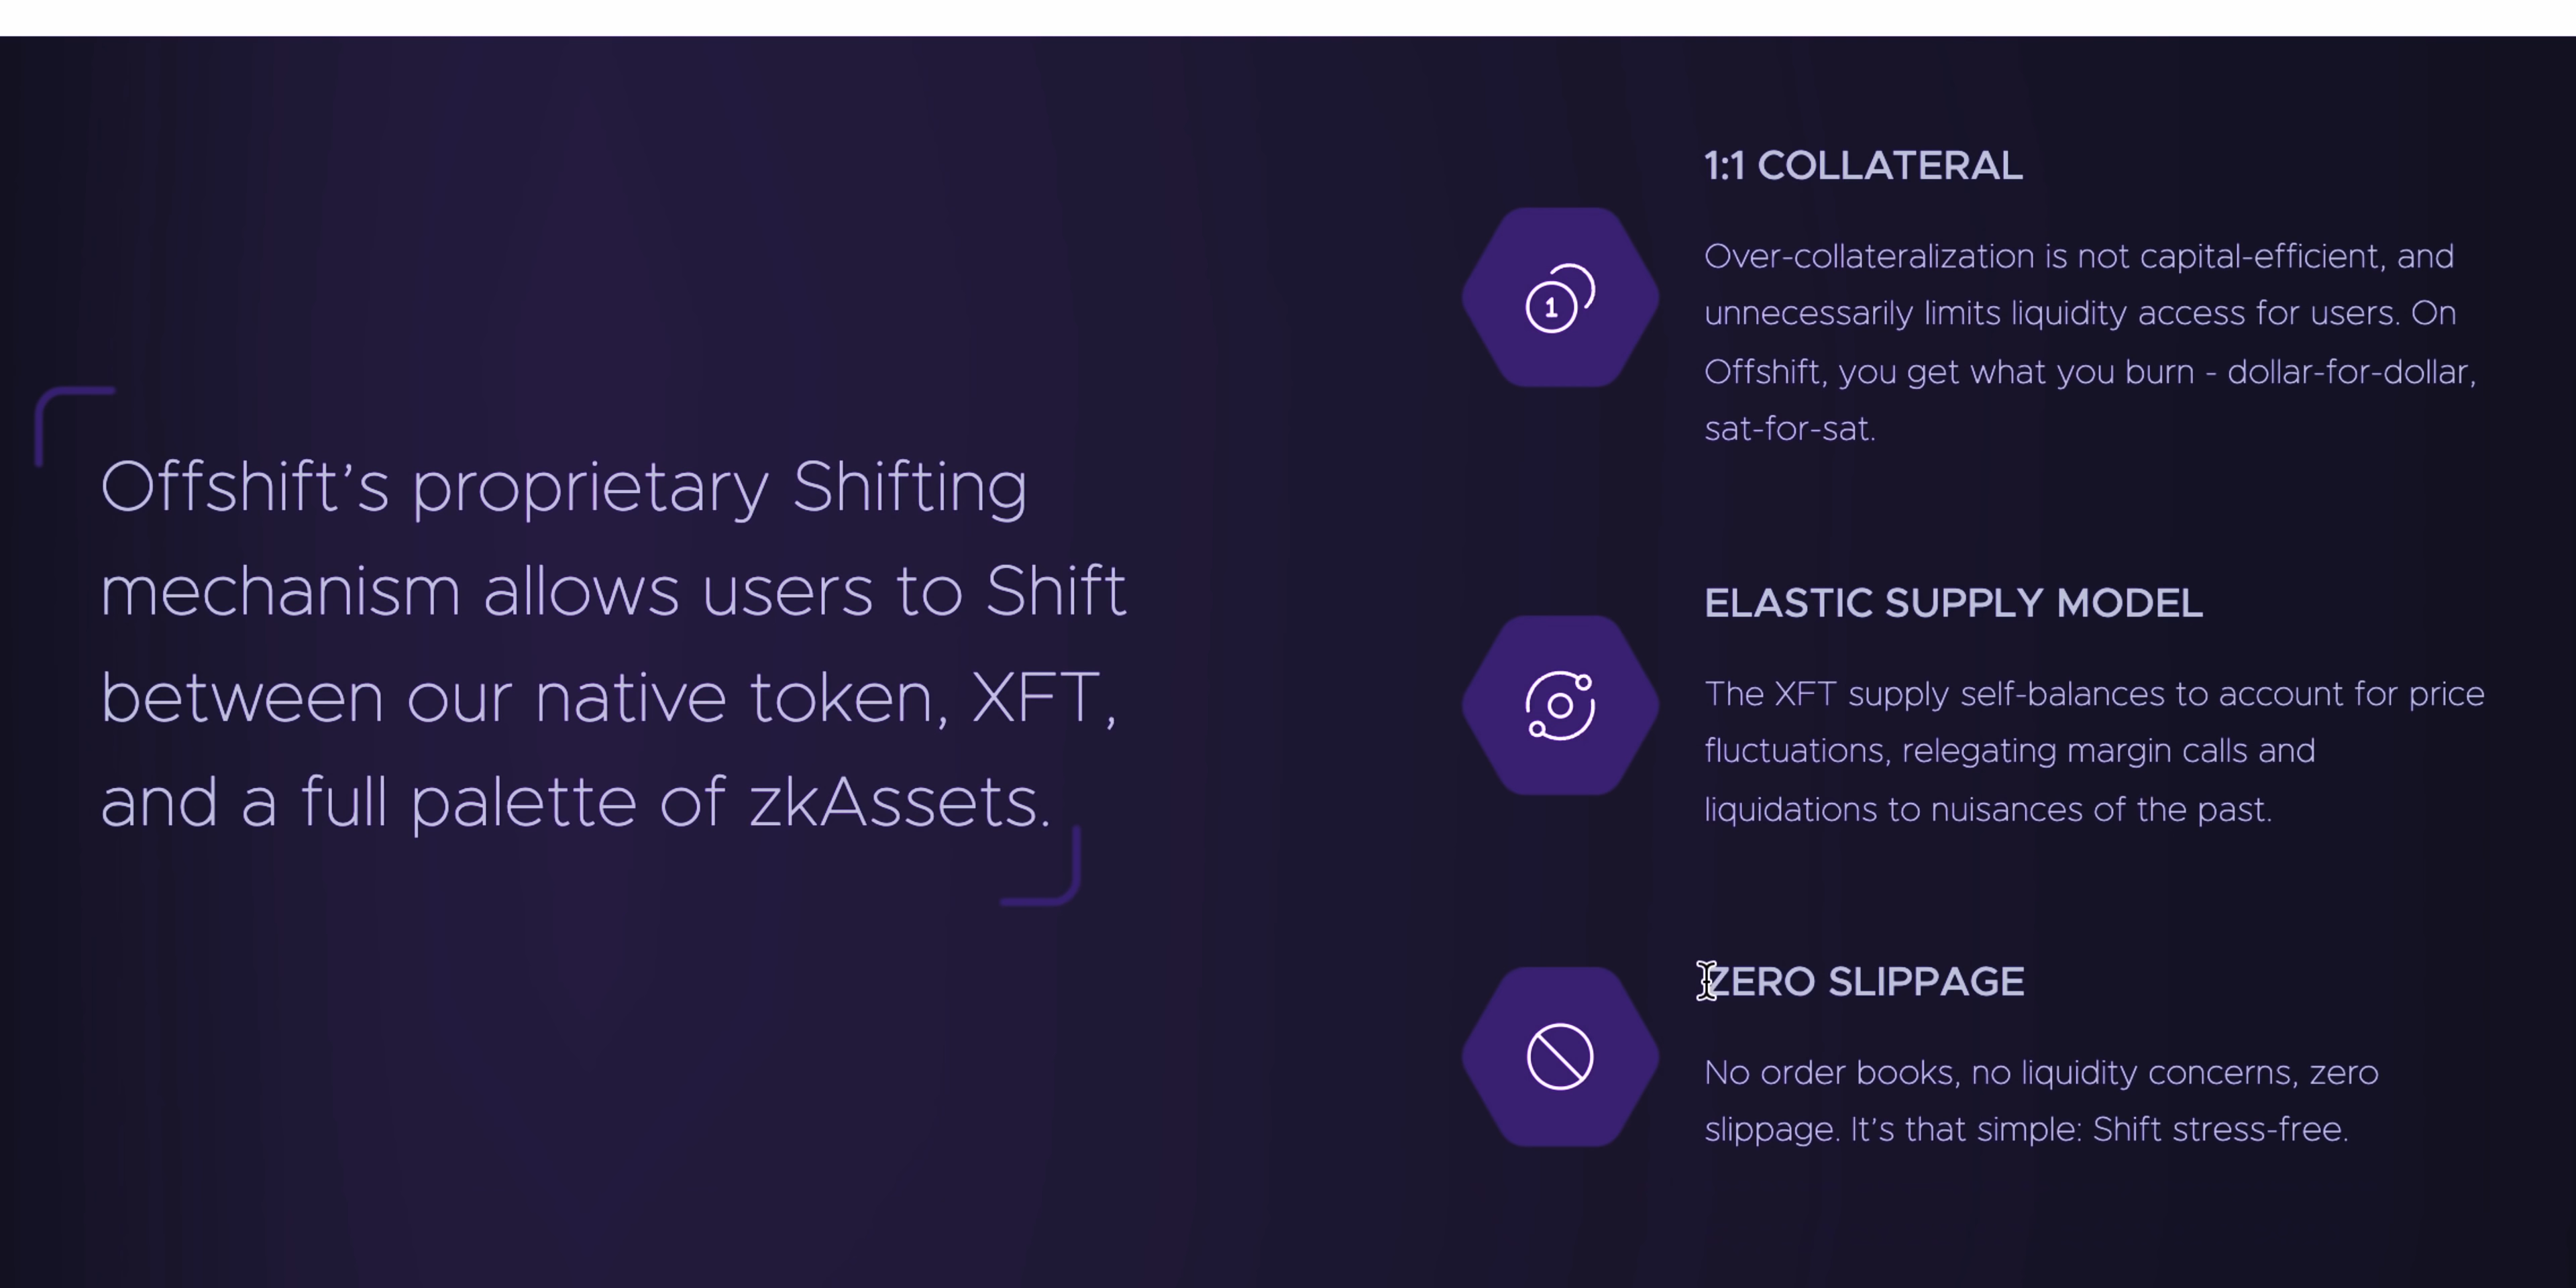 Offshift’s proprietary Shifting
mechanism allows users to Shift
between our native token, XFT,
and a full palette of zkAssets.
1:1 COLLATERAL
1
Over-collateralization is not capital-efficient, and
unnecessarily limits liquidity access for users. On
Offshift, you get what you burn - dollar-for-dollar,
sat-for-sat.
ELASTIC SUPPLY MODEL
The XFT supply self-balances to account for price
fluctuations, relegating margin calls and
liquidations to nuisances of the past.
ZERO SLIPPAGE
No order books, no liquidity concerns, zero
slippage. It’s that simple: Shift stress-free.